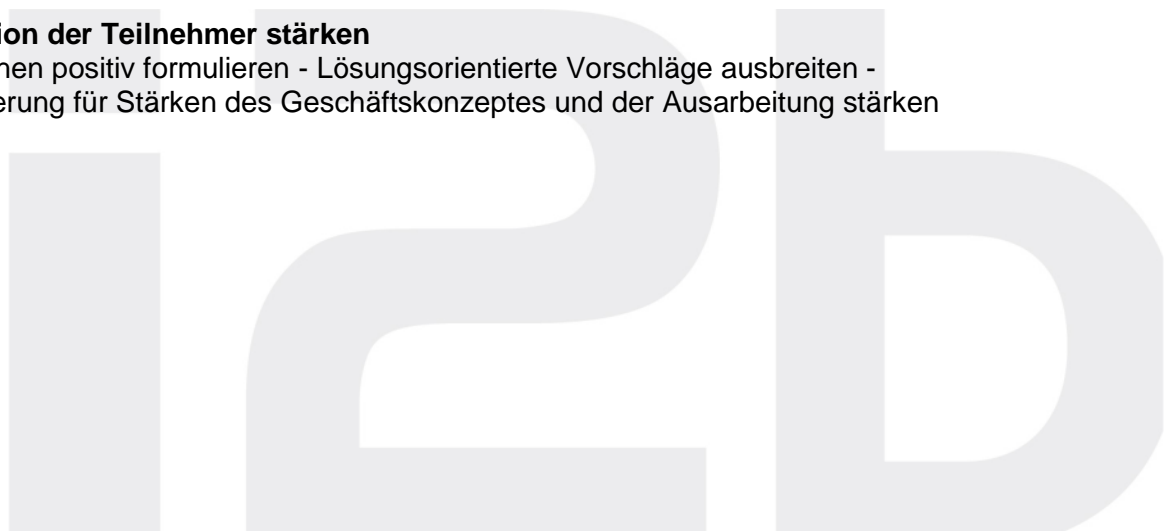 ion der Teilnehmer stärken
nen positiv formulieren - Lösungsorientierte Vorschläge ausbreiten -
erung für Stärken des Geschäftskonzeptes und der Ausarbeitung stärken
i2b